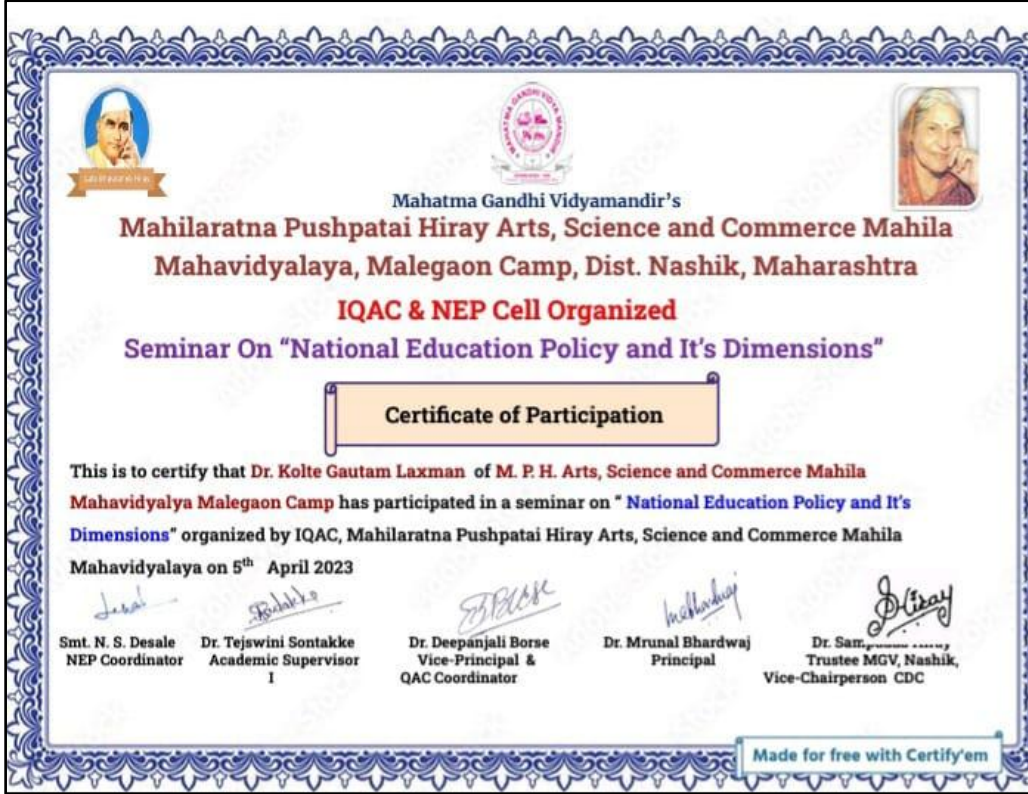 MAHATMA GANDHI VIDYA MANDIR
Mahatma Gandhi Vidyamandir's
Mahilaratna Pushpatai Hiray Arts, Science and Commerce Mahila
Mahavidyalaya, Malegaon Camp, Dist. Nashik, Maharashtra
IQAC & NEP Cell Organized
Seminar On “National Education Policy and It's Dimensions”
Certificate of Participation
This is to certify that Dr. Kolte Gautam Laxman of M. P. H. Arts, Science and Commerce Mahila
Mahavidyalya Malegaon Camp has participated in a seminar on “ National Education Policy and It's
Dimensions” organized by IQAC, Mahilaratna Pushpatai Hiray Arts, Science and Commerce Mahila
Mahavidyalaya on 5th April 2023
Smt. N. S. Desale Dr. Tejswini Sontakke Dr. Deepanjali Borse Dr. Mrunal Bhardwaj Dr.
NEP Coordinator Academic Supervisor Vice-Principal & Principal Trustee MGV, Nashik,
I QAC Coordinator Vice-Chairperson CDC
Made for free with Certify'em